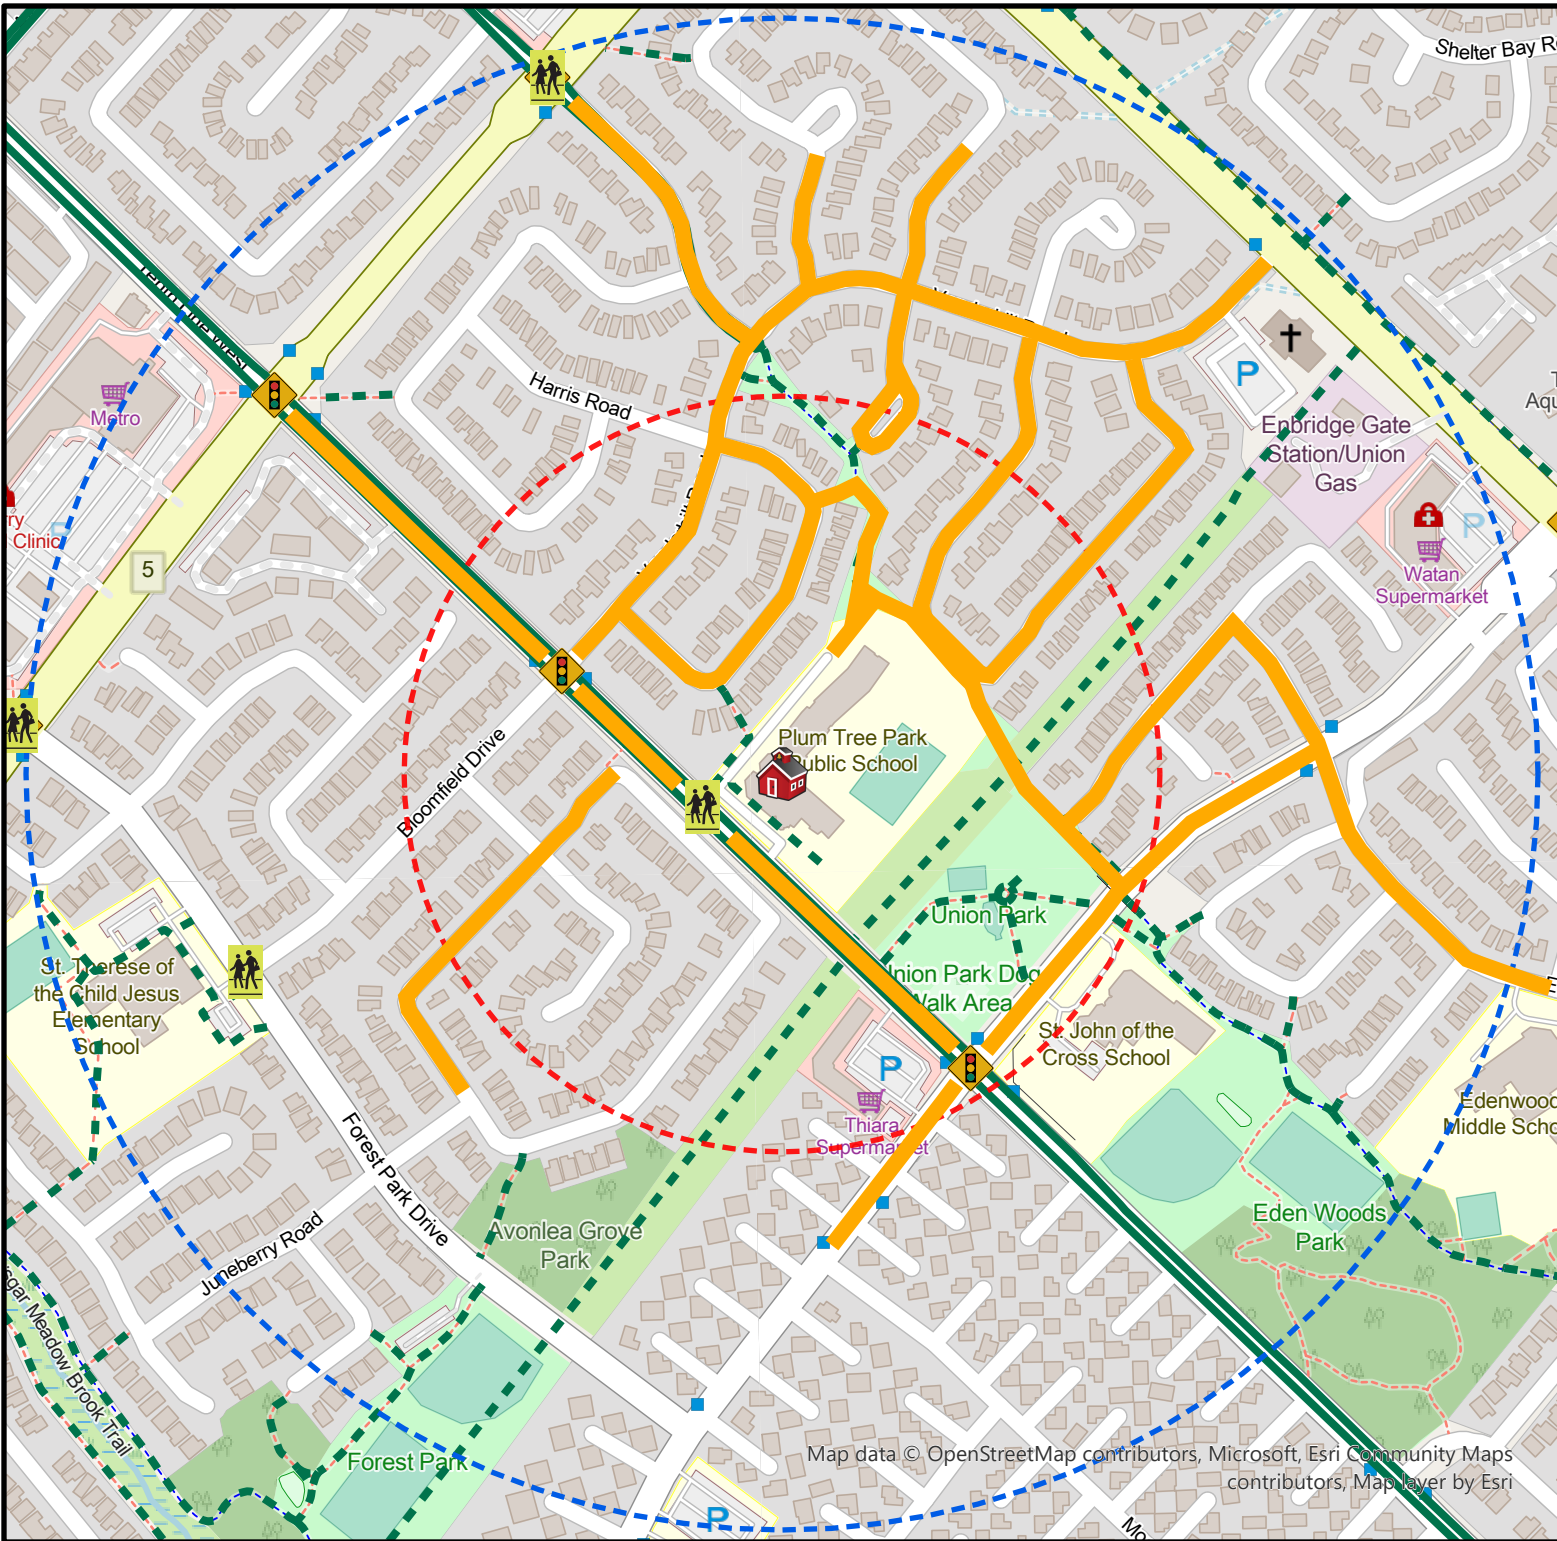 Shelter Bay
Tenth Line West
Metro
Harris Road
Enbridge Gate
Station/Union
Gas
P
P
P
Clinic
5
Watan
Supermarket
Plum Tree Park
Public School
Bloomfield Drive
Union Park
Union Park Dog
Walk Area
St. Therese of
the Child Jesus
Elementary
School
St. John of the
Cross School
P
Thiara
Supermarket
Edenwood
Middle
Forest Park Drive
Avonlea Grove
Park
Eden Woods
Park
Juneberry Road
Meadow Brook Trail
Forest Park
P
Map data © OpenStreetMap contributors, Microsoft, Esri Community Maps
contributors, Map layer by Esri